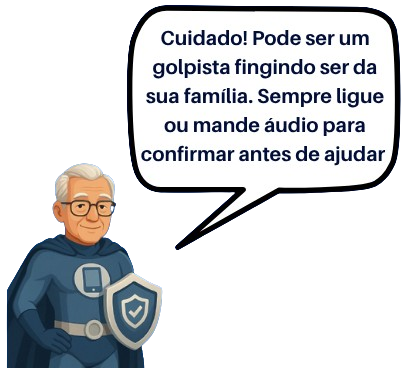 Cuidado! Pode ser um
golpista fingindo ser da
sua família. Sempre ligue
ou mande áudio para
confirmar antes de ajudar